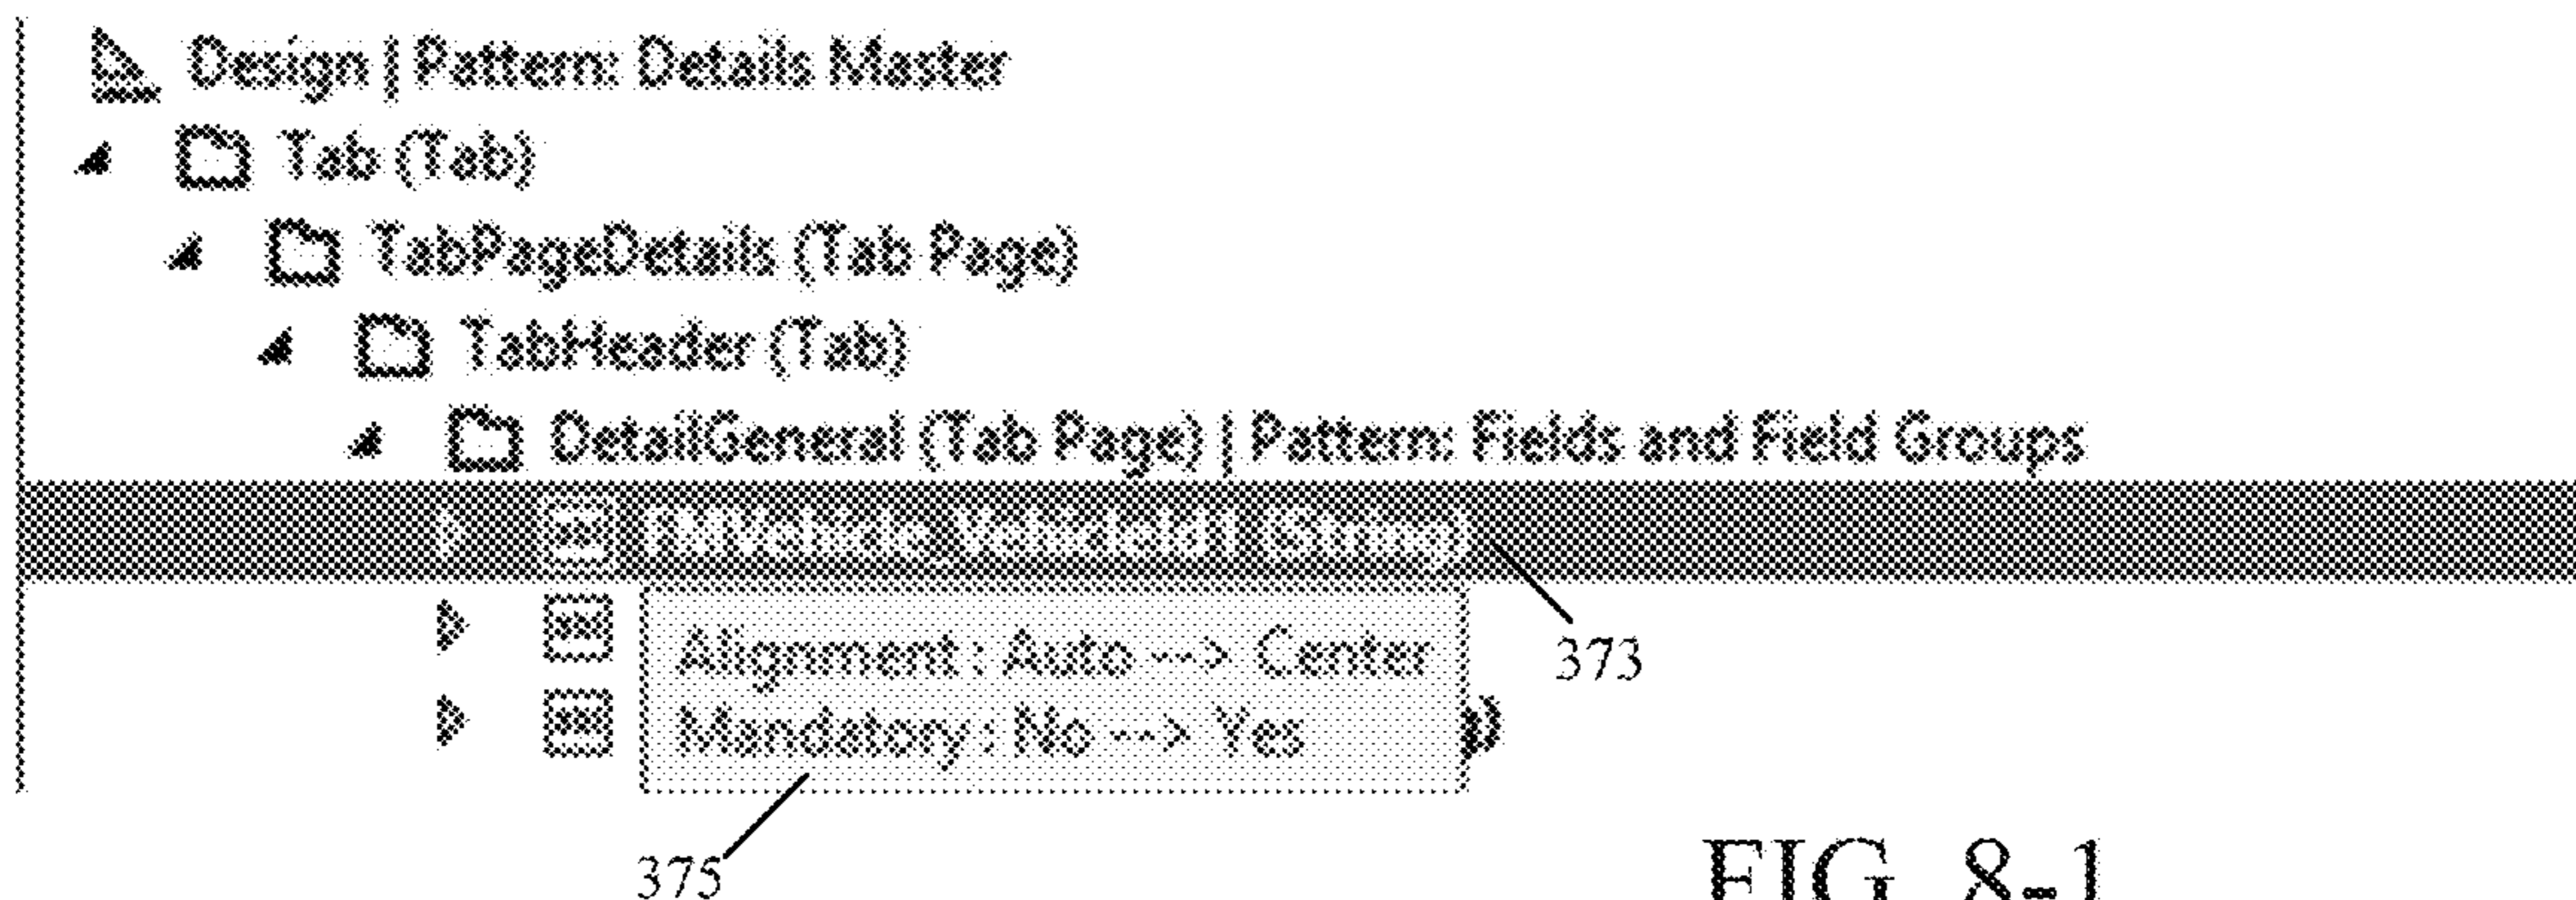 Design | Pattern: Details Master
Tab (Tab)
TabPageDetails (Tab Page)
TabHeader (Tab)
DetailGeneral (Tab Page) | Pattern: Fields and Field Groups
(String)
373
Alignment : Auto ---> Center
Mandatory : No ---> Yes
p)
375
FIG. 8-1